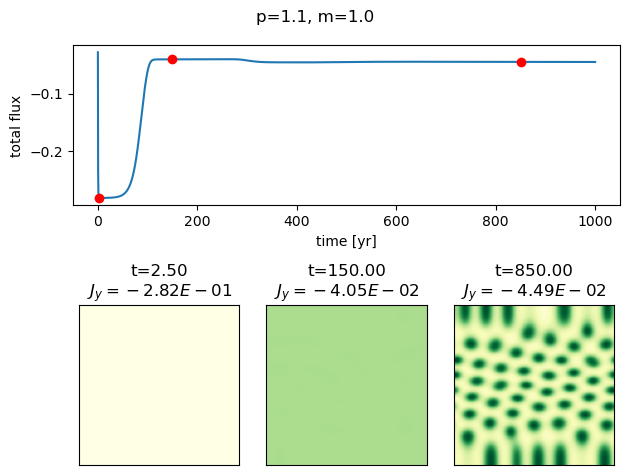 p=1.1, m=1.0
total flux
−0.1
−0.2
0
200
400
600
800
1000
time [yr]
t=2.50
J_y = −2.82E − 01
t=150.00
J_y = −4.05E − 02
t=850.00
J_y = −4.49E − 02